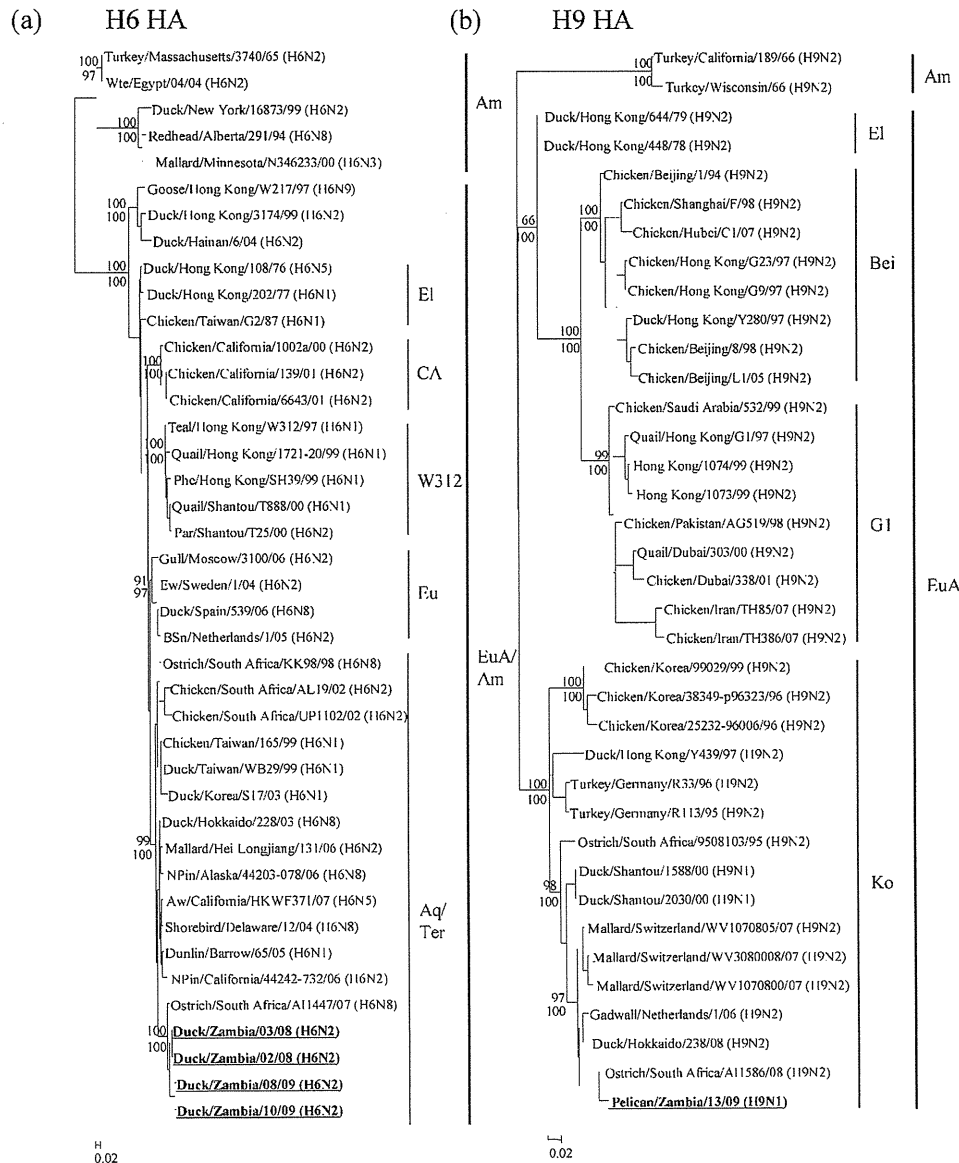 (a) H6 HA
100
97
Turkey/Massachusetts/3740/65 (H6N2)
Wte/Egypt/04/04 (H6N2)
100
100
Duck/New York/16873/99 (H6N2)
Redhead/Alberta/291/94 (H6N8)
Mallard/Minnesota/N346233/00 (H6N3)
Am
100
100
Goose/Hong Kong/W217/97 (H6N9)
Duck/Hong Kong/3174/99 (H6N2)
Duck/Hainan/6/04 (H6N2)
100
100
Duck/Hong Kong/108/76 (H6N5)
Duck/Hong Kong/202/77 (H6N1)
Chicken/Taiwan/G2/87 (H6N1)
E1
100
100
Chicken/California/1002a/00 (H6N2)
Chicken/California/139/01 (H6N2)
Chicken/California/6643/01 (H6N2)
CA
100
100
Teal/Hong Kong/W312/97 (H6N1)
Quail/Hong Kong/1721-20/99 (H6N1)
Phe/Hong Kong/SH39/99 (H6N1)
Quail/Shantou/T888/00 (H6N1)
Par/Shantou/T25/00 (H6N2)
W312
91
97
Gull/Moscow/3100/06 (H6N2)
Ew/Sweden/1/04 (H6N2)
Duck/Spain/539/06 (H6N8)
BSn/Netherlands/1/05 (H6N2)
Eu
Ostrich/South Africa/KK98/98 (H6N8)
Chicken/South Africa/AL19/02 (H6N2)
Chicken/South Africa/UP1102/02 (H6N2)
Chicken/Taiwan/165/99 (H6N1)
Duck/Taiwan/WB29/99 (H6N1)
Duck/Korea/S17/03 (H6N1)
99
100
Duck/Hokkaido/228/03 (H6N8)
Mallard/Hei Longjiang/131/06 (H6N2)
NPin/Alaska/44203-078/06 (H6N8)
Aw/California/HKWF371/07 (H6N5)
Shorebird/Delaware/12/04 (H6N8)
Dunlin/Barrow/65/05 (H6N1)
NPin/California/44242-732/06 (H6N2)
Ostrich/South Africa/AI1447/07 (H6N8)
100
100
Duck/Zambia/03/08 (H6N2)
Duck/Zambia/02/08 (H6N2)
Duck/Zambia/08/09 (H6N2)
Duck/Zambia/10/09 (H6N2)
Aq/
Ter
EuA/
Am
H
0.02
(b) H9 HA
100
100
Turkey/California/189/66 (H9N2)
Turkey/Wisconsin/66 (H9N2)
Am
Duck/Hong Kong/644/79 (H9N2)
Duck/Hong Kong/448/78 (H9N2)
E1
66
100
100
100
Chicken/Beijing/1/94 (H9N2)
Chicken/Shanghai/F/98 (H9N2)
Chicken/Hubei/C1/07 (H9N2)
Chicken/Hong Kong/G23/97 (H9N2)
Chicken/Hong Kong/G9/97 (H9N2)
Duck/Hong Kong/Y280/97 (H9N2)
Chicken/Beijing/8/98 (H9N2)
Chicken/Beijing/L1/05 (H9N2)
Bei
100
100
99
100
Chicken/Saudi Arabia/532/99 (H9N2)
Quail/Hong Kong/G1/97 (H9N2)
Hong Kong/1074/99 (H9N2)
Hong Kong/1073/99 (H9N2)
Chicken/Pakistan/AG519/98 (H9N2)
Quail/Dubai/303/00 (H9N2)
Chicken/Dubai/338/01 (H9N2)
Chicken/Iran/TH85/07 (H9N2)
Chicken/Iran/TH386/07 (H9N2)
G1
EuA
100
100
Chicken/Korea/99029/99 (H9N2)
Chicken/Korea/38349-p96323/96 (H9N2)
Chicken/Korea/25232-96006/96 (H9N2)
100
100
Duck/Hong Kong/Y439/97 (H9N2)
Turkey/Germany/R33/96 (H9N2)
Turkey/Germany/R113/95 (H9N2)
Ostrich/South Africa/9508103/95 (H9N2)
98
100
Duck/Shantou/1588/00 (H9N1)
Duck/Shantou/2030/00 (H9N1)
Mallard/Switzerland/WV1070805/07 (H9N2)
Mallard/Switzerland/WV3080008/07 (H9N2)
Mallard/Switzerland/WV1070800/07 (H9N2)
97
100
Gadwall/Netherlands/1/06 (H9N2)
Duck/Hokkaido/238/08 (H9N2)
Ostrich/South Africa/AI1586/08 (H9N2)
Pelican/Zambia/13/09 (H9N1)
Ko
0.02